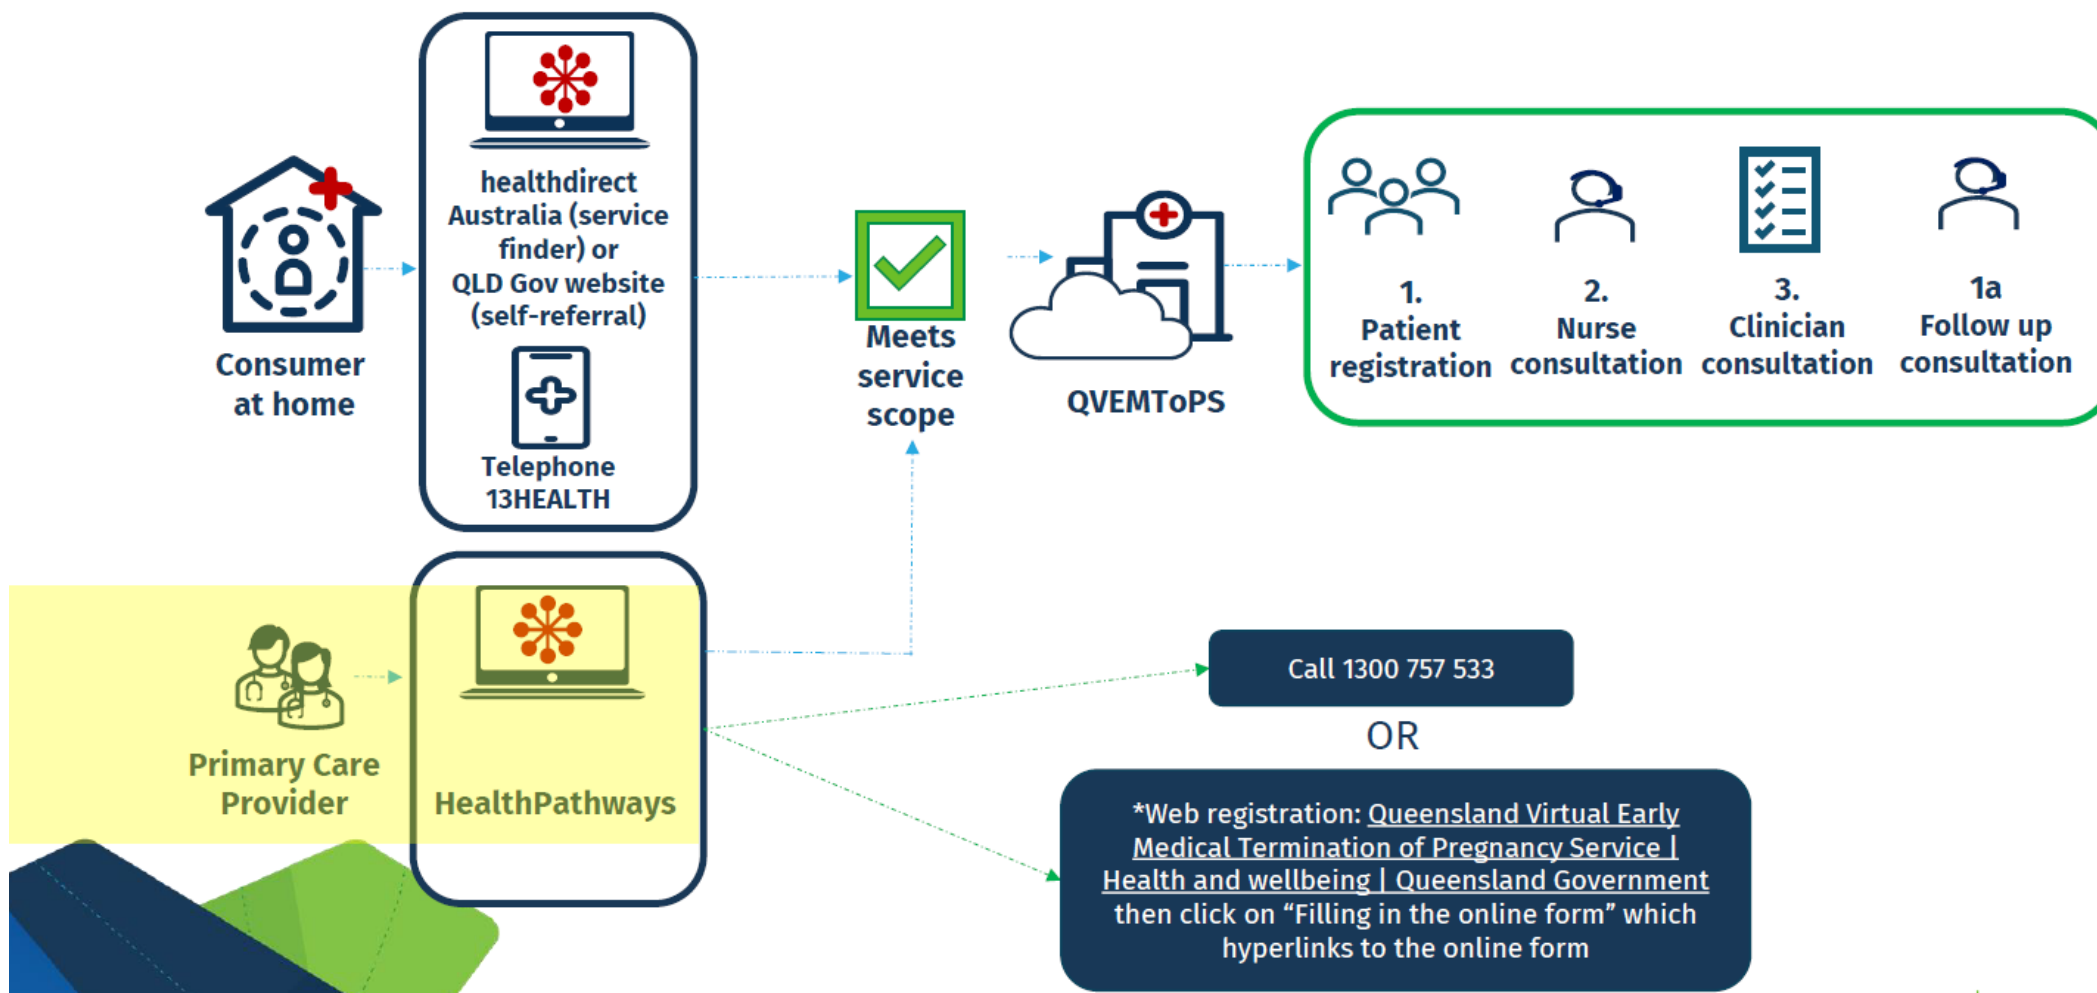 healthdirect
Australia (service
finder) or
QLD Gov website
(self-referral)
Telephone
13HEALTH
Consumer
at home
Meets
service
scope
QVEMToPS
1.
Patient
registration
2.
Nurse
consultation
3.
Clinician
consultation
1a
Follow up
consultation
Primary Care
Provider
HealthPathways
Call 1300 757 533
OR
*Web registration: Queensland Virtual Early
Medical Termination of Pregnancy Service |
Health and wellbeing | Queensland Government
then click on “Filling in the online form” which
hyperlinks to the online form